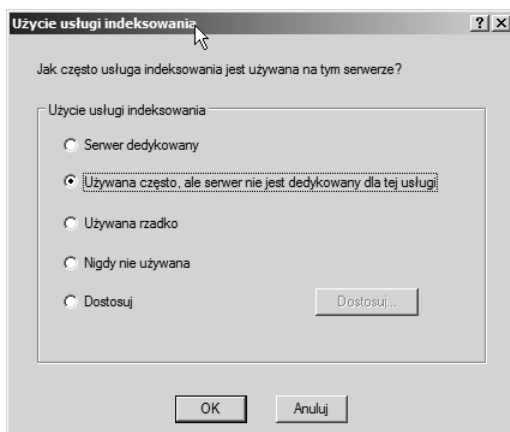 Użycie usługi indeksowania
Jak często usługa indeksowania jest używana na tym serwerze?
Użycie usługi indeksowania
Serwer dedykowany
Używana często, ale serwer nie jest dedykowany dla tej usługi
Używana rzadko
Nigdy nie używana
Dostosuj
Dostosuj...
OK
Anuluj